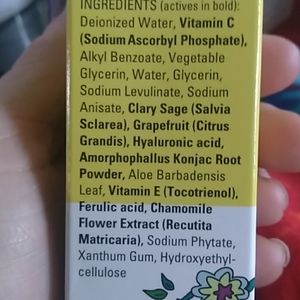 INGREDIENTS (actives in bold):
Deionized Water, Vitamin C
(Sodium Ascorbyl Phosphate),
Alkyl Benzoate, Vegetable
Glycerin, Water, Glycerin,
Sodium Levulinate, Sodium
Anisate, Clary Sage (Salvia
Sclarea), Grapefruit (Citrus
Grandis), Hyaluronic acid,
Amorphophallus Konjac Root
Powder, Aloe Barbadensis
Leaf, Vitamin E (Tocotrienol),
Ferulic acid, Chamomile
Flower Extract (Recutita
Matricaria), Sodium Phytate,
Xanthum Gum, Hydroxyethyl-
cellulose